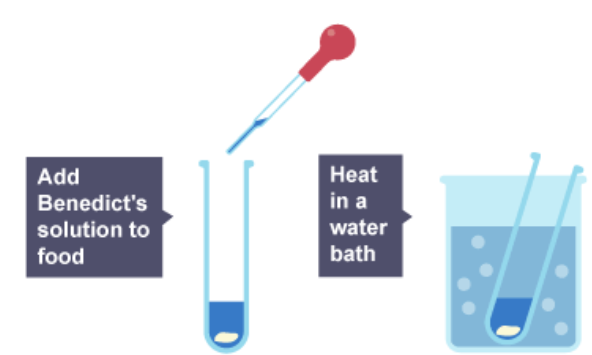 Add
Benedict's
solution to
food
Heat
in a
water
bath